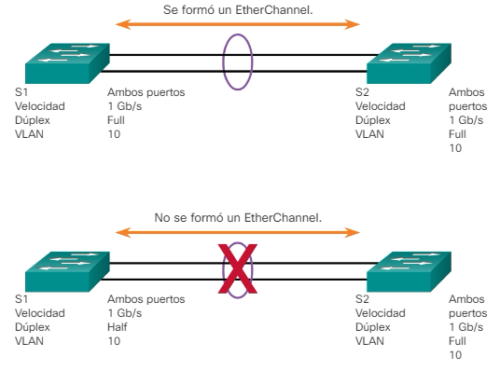 Se formó un EtherChannel.
S1 Ambos puertos
Velocidad 1 Gb/s
Dúplex Full
VLAN 10
S2 Ambos
Velocidad puertos
Dúplex 1 Gb/s
VLAN Full
10
No se formó un EtherChannel.
S1 Ambos puertos
Velocidad 1 Gb/s
Dúplex Half
VLAN 10
S2 Ambos
Velocidad puertos
Dúplex 1 Gb/s
VLAN Full
10